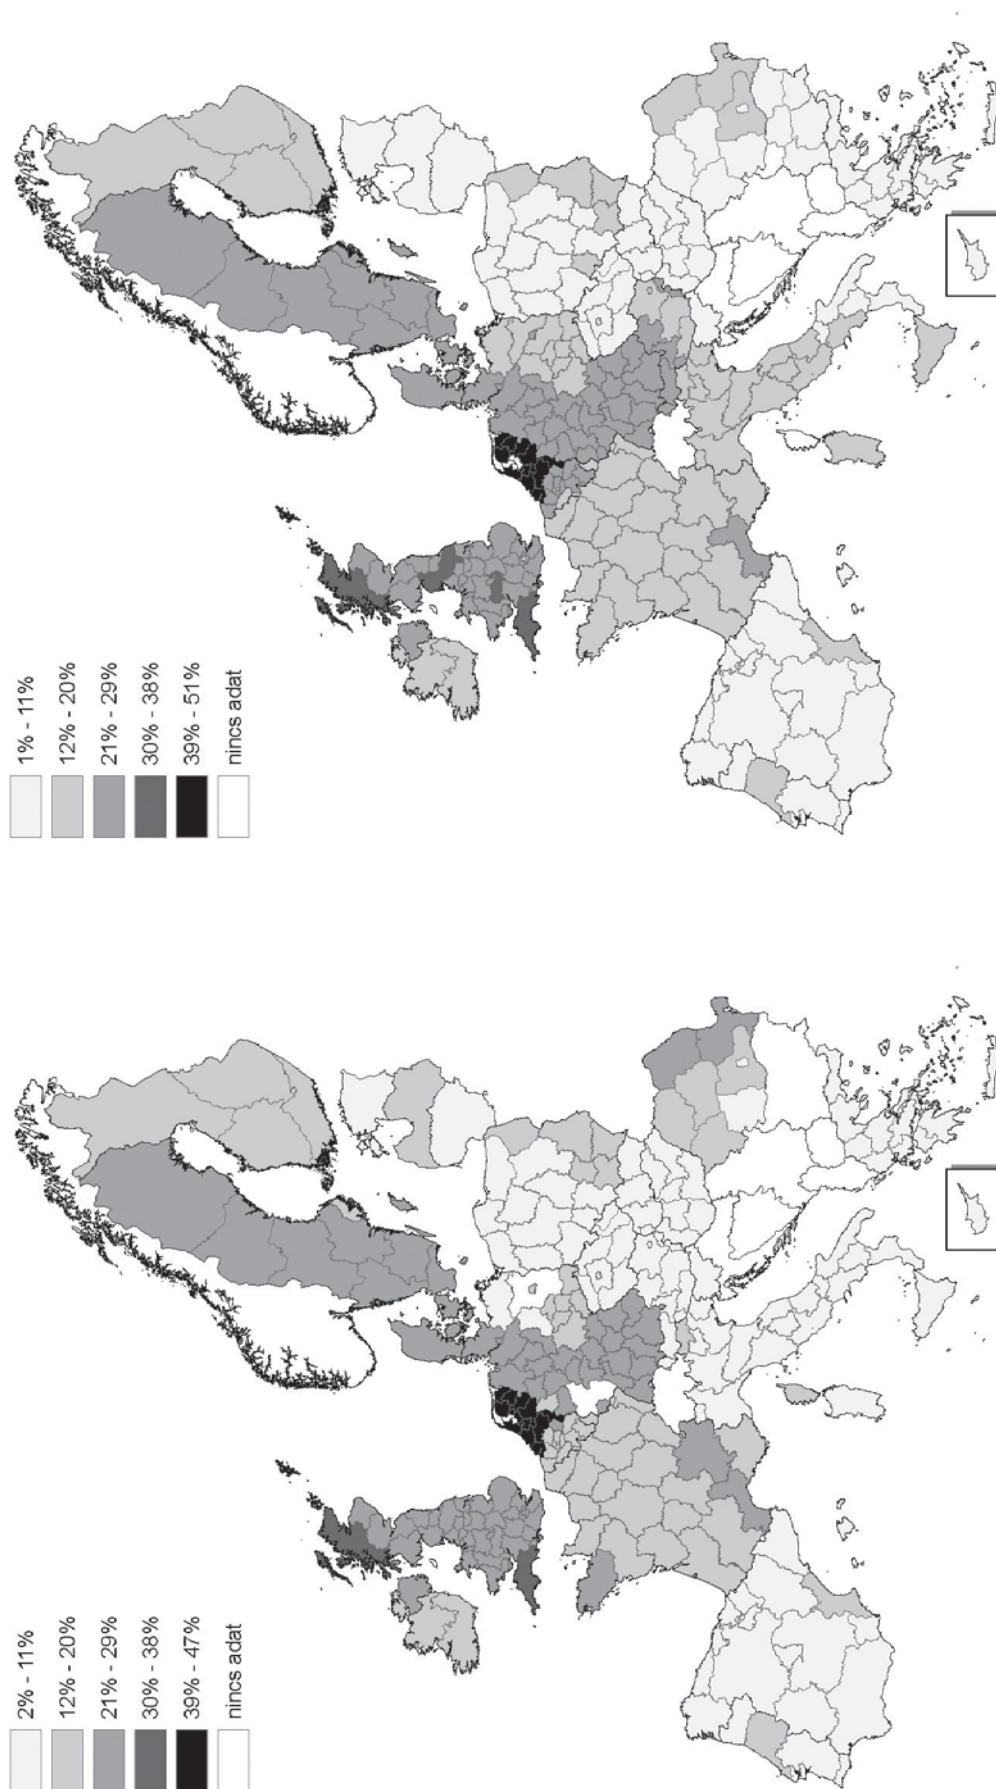 2% - 11%
12% - 20%
21% - 29%
30% - 38%
39% - 47%
nincs adat
1% - 11%
12% - 20%
21% - 29%
30% - 38%
39% - 51%
nincs adat